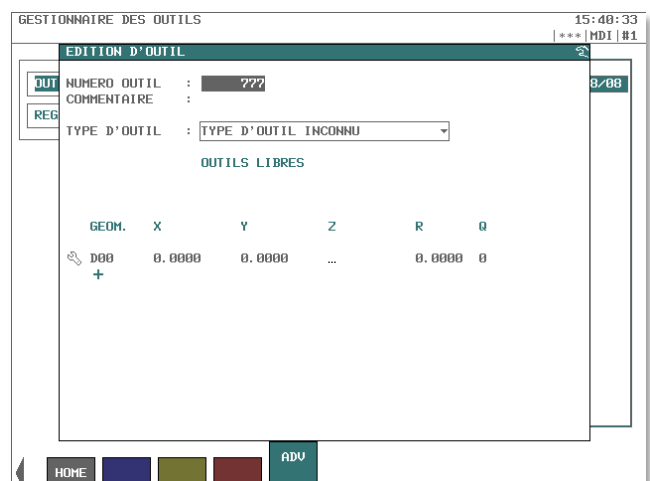 GESTIONNAIRE DES OUTILS 15:40:33
|***|MDI|#1
EDITION D'OUTIL
OUT NUMERO OUTIL : 777 8/08
COMMENTAIRE :
REG
TYPE D'OUTIL : TYPE D'OUTIL INCONNU
OUTILS LIBRES
GEOM. X Y Z R Q
D00 0.0000 0.0000 … 0.0000 0
+
ADV
HOME